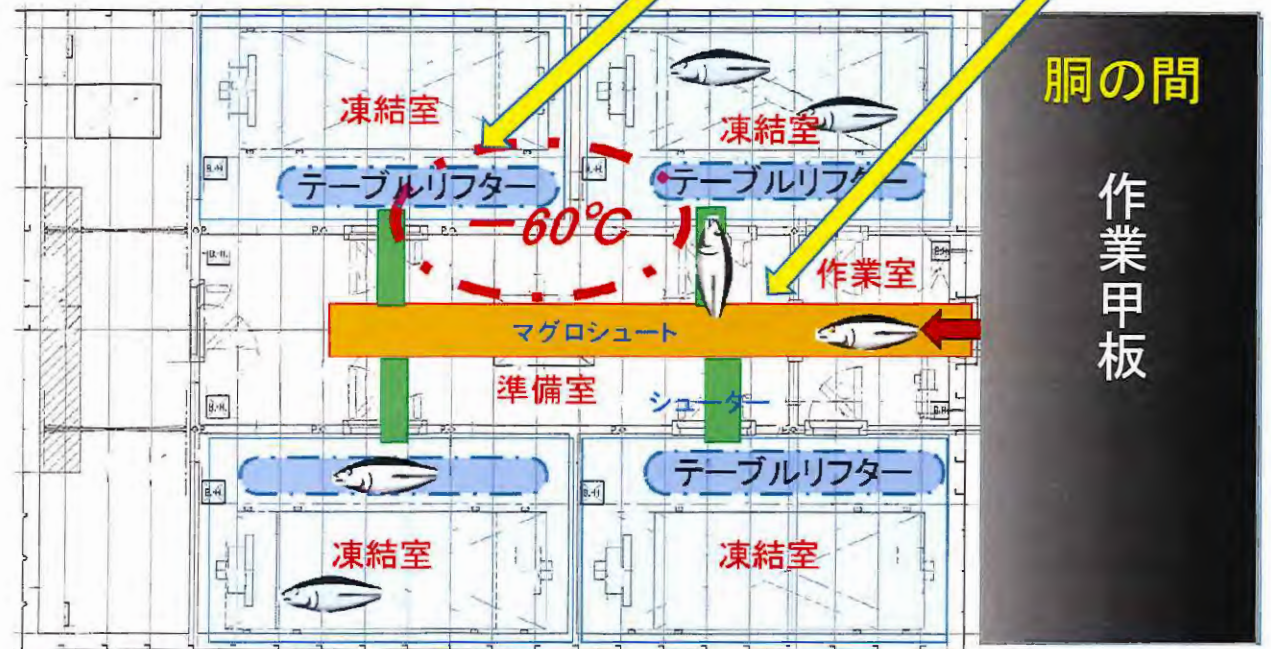 胴の間
作業甲板
凍結室
凍結室
テーブルリフター
テーブルリフター
－60℃
作業室
マグロシュート
準備室
シューター
テーブルリフター
凍結室
凍結室